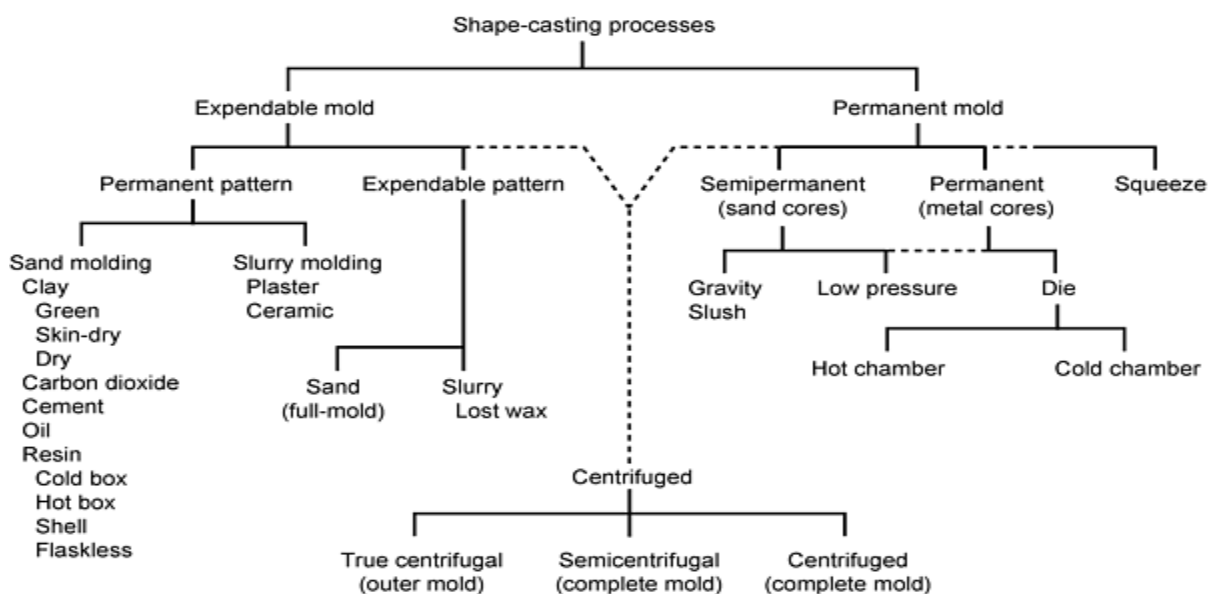 Shape-casting processes
Expendable mold
Permanent mold
Permanent pattern
Expendable pattern
Semipermanent
(sand cores)
Permanent
(metal cores)
Squeeze
Sand molding
Clay
Green
Skin-dry
Dry
Carbon dioxide
Cement
Oil
Resin
Cold box
Hot box
Shell
Flaskless
Slurry molding
Plaster
Ceramic
Sand
(full-mold)
Slurry
Lost wax
Gravity
Slush
Low pressure
Die
Hot chamber
Cold chamber
Centrifuged
True centrifugal
(outer mold)
Semicentrifugal
(complete mold)
Centrifuged
(complete mold)